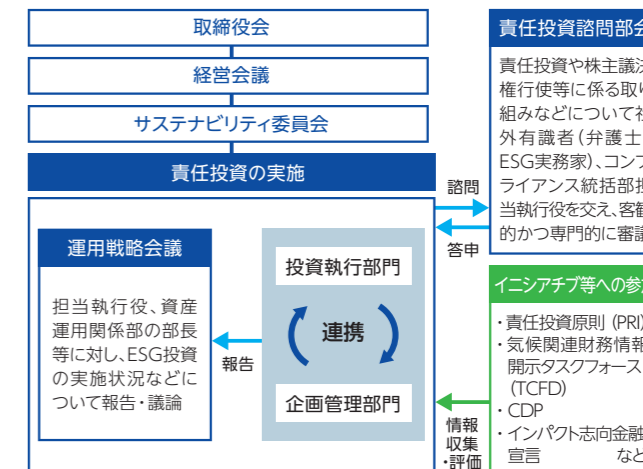 取締役会
経営会議
サステナビリティ委員会
責任投資の実施
運用戦略会議
担当執行役、資産
運用関係部の部長
等に対し、ESG投資
の実施状況などに
ついて報告・議論
報告
投資執行部門
連携
企画管理部門
諮問
答申
情報
収集
・評価
責任投資諮問部会
責任投資や株主議決
権行使等に係る取り
組みなどについて社
外有識者(弁護士
ESG実務家)、コンプ
ライアンス統括部担
当執行役を交え、客観
的かつ専門的に審議
イニシアチブ等への参加
・責任投資原則 (PRI)
・気候関連財務情報
開示タスクフォース
(TCFD)
・CDP
・インパクト志向金融
宣言 など